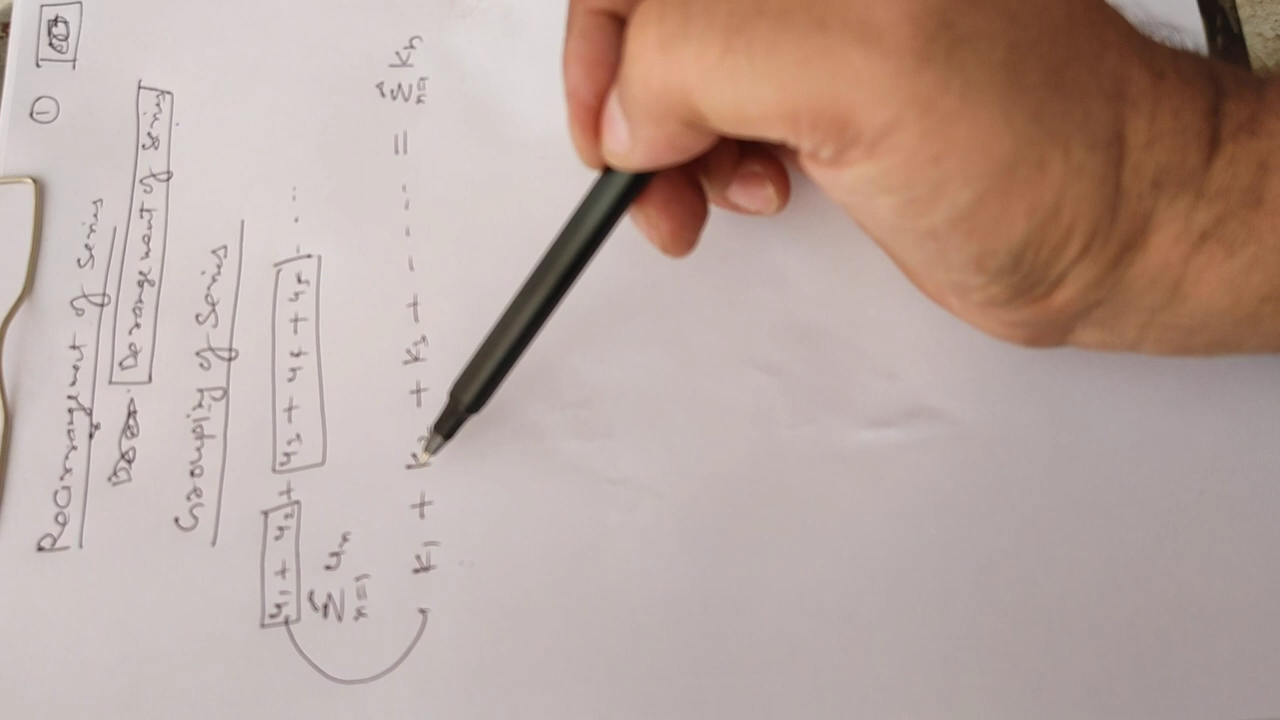 ①
Rearrangement of series
Derangement of series
Grouping of Series
u₁ + u₂ + u₃ + u₄ + u₅ + ...
∞∑n=1 uₙ
K₁ + K₂ + K₃ + - - - - = ∞∑n=1 Kₙ